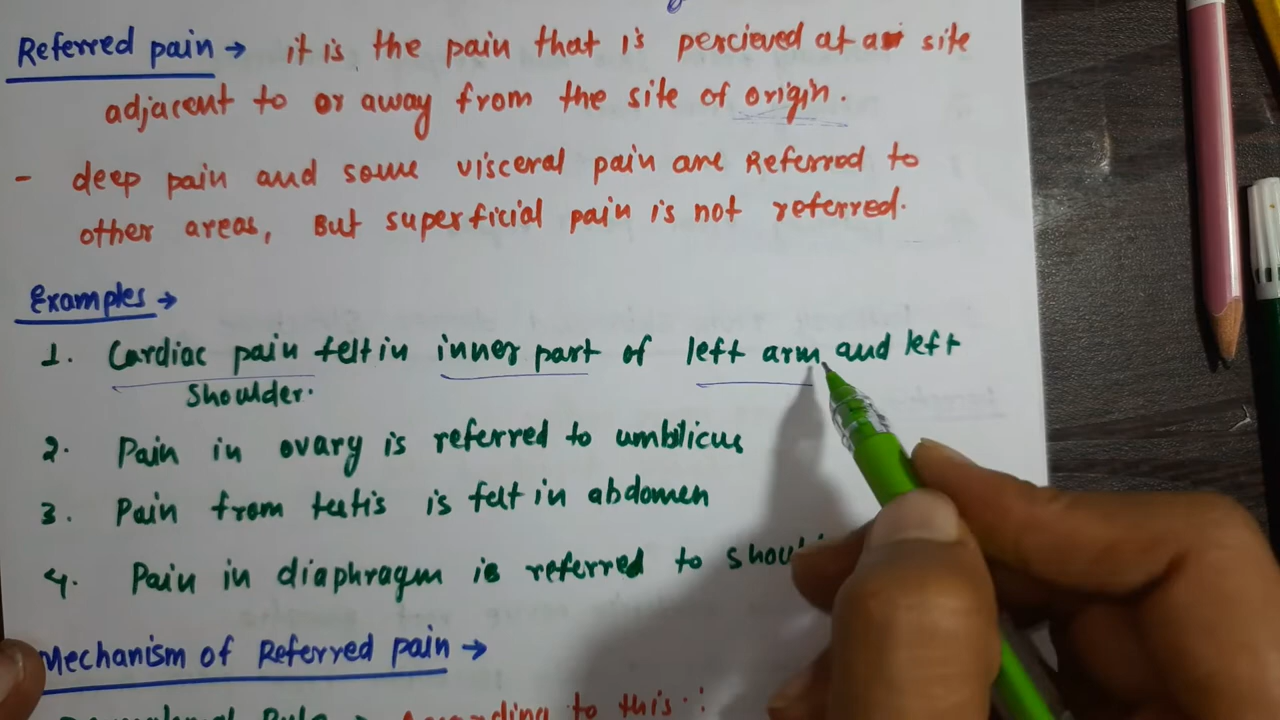 Referred pain → it is the pain that is percieved at a site
adjacent to or away from the site of origin.
- deep pain and some visceral pain are Referred to
other areas, But superficial pain is not referred.
Examples →
1. Cardiac pain felt in inner part of left arm and left
Shoulder.
2. Pain in ovary is referred to umbilicus
3. Pain from testis is felt in abdomen
4. Pain in diaphragm is referred to
Mechanism of Referred pain →
Rule → According to this :